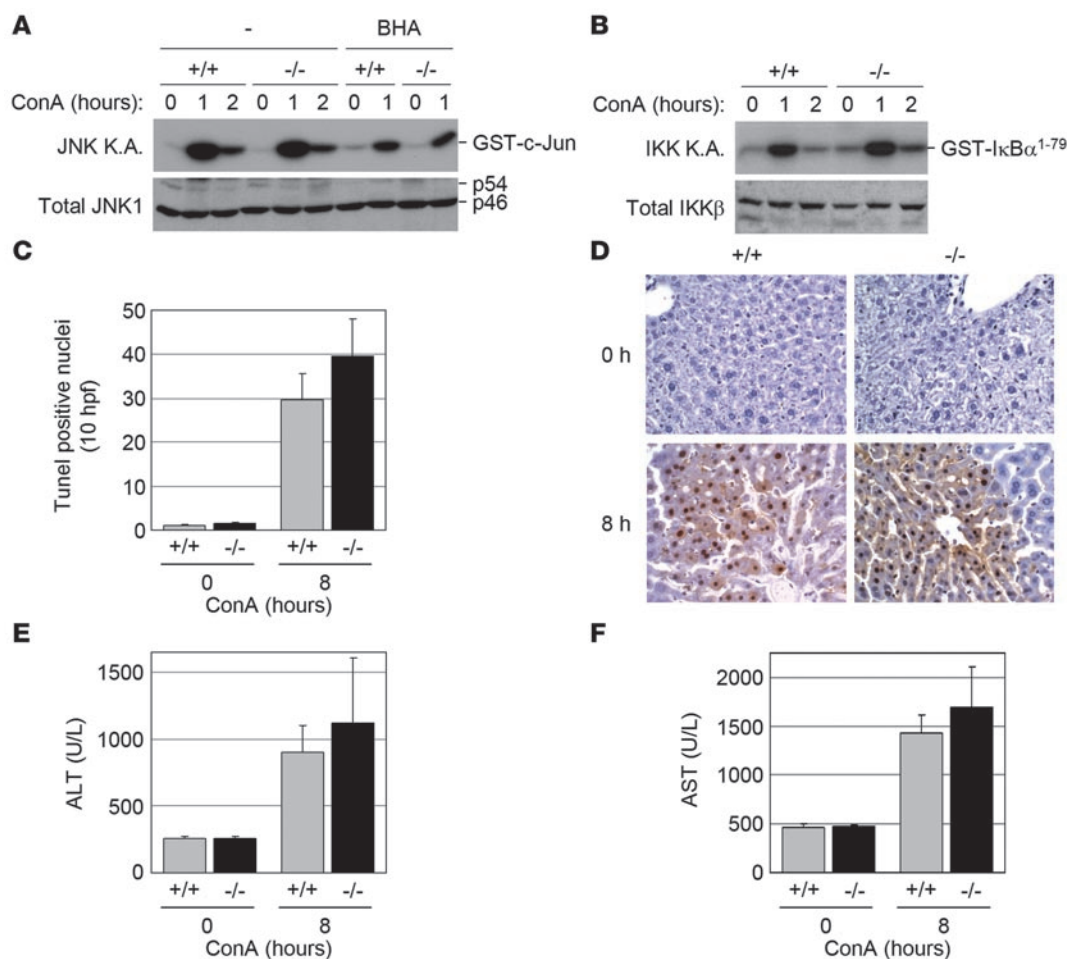 A
- BHA
+/+ -/- +/+ -/-
ConA (hours): 0 1 2 0 1 2 0 1 0 1
JNK K.A. GST-c-Jun
Total JNK1 p54
p46
B
+/+ -/-
ConA (hours): 0 1 2 0 1 2
IKK K.A. GST-IκBα¹⁻⁷⁹
Total IKKβ
C
Tunel positive nuclei
(10 hpf)
50
40
30
20
10
0
+/+ -/- +/+ -/-
0 8
ConA (hours)
D
+/+ -/-
0 h
8 h
E
ALT (U/L)
1500
1000
500
0
+/+ -/- +/+ -/-
0 8
ConA (hours)
F
AST (U/L)
2000
1500
1000
500
0
+/+ -/- +/+ -/-
0 8
ConA (hours)